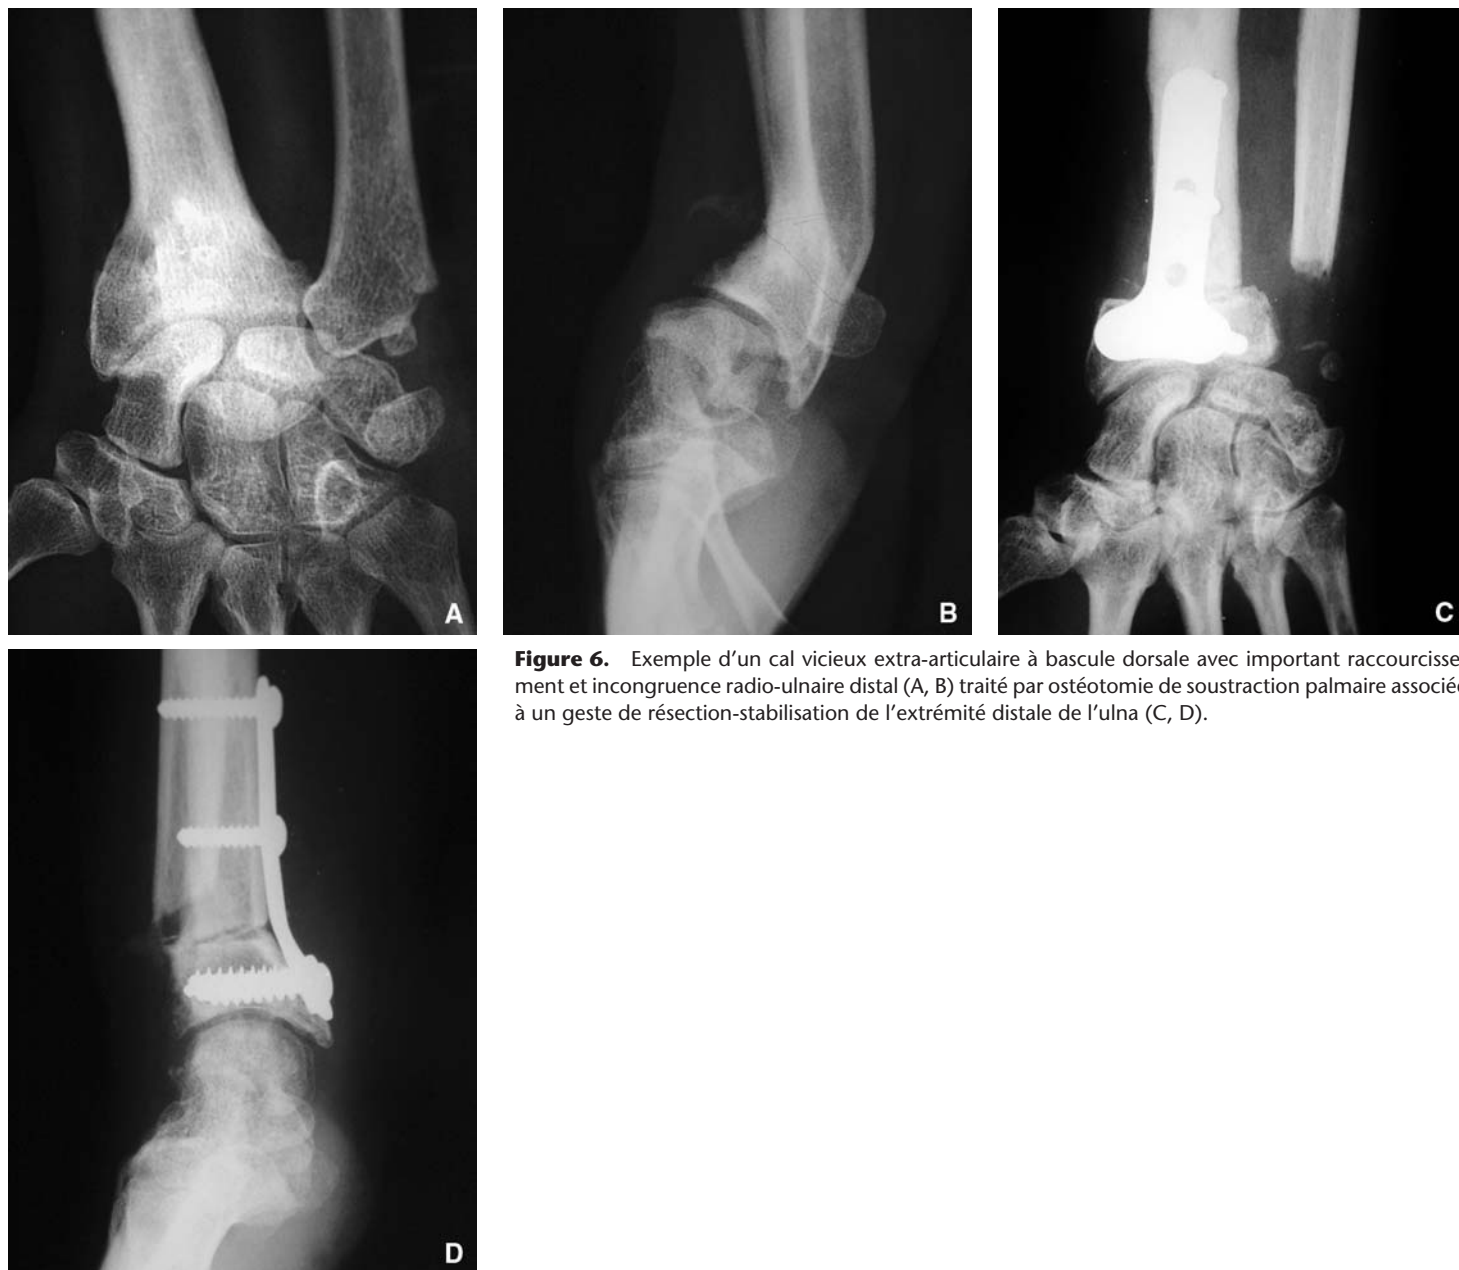 A
B
C
Figure 6. Exemple d'un cal vicieux extra-articulaire à bascule dorsale avec important raccourcisse-
ment et incongruence radio-ulnaire distal (A, B) traité par ostéotomie de soustraction palmaire associée
à un geste de résection-stabilisation de l'extrémité distale de l'ulna (C, D).
D